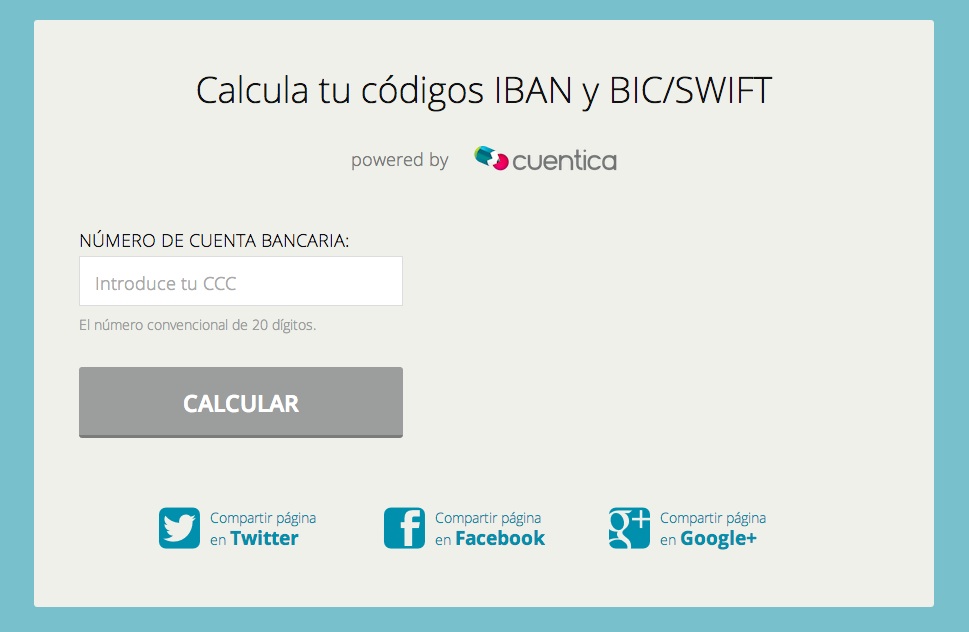 Calcula tu códigos IBAN y BIC/SWIFT
powered by cuentica
NÚMERO DE CUENTA BANCARIA:
Introduce tu CCC
El número convencional de 20 dígitos.
CALCULAR
Compartir página
en Twitter
Compartir página
en Facebook
Compartir página
en Google+